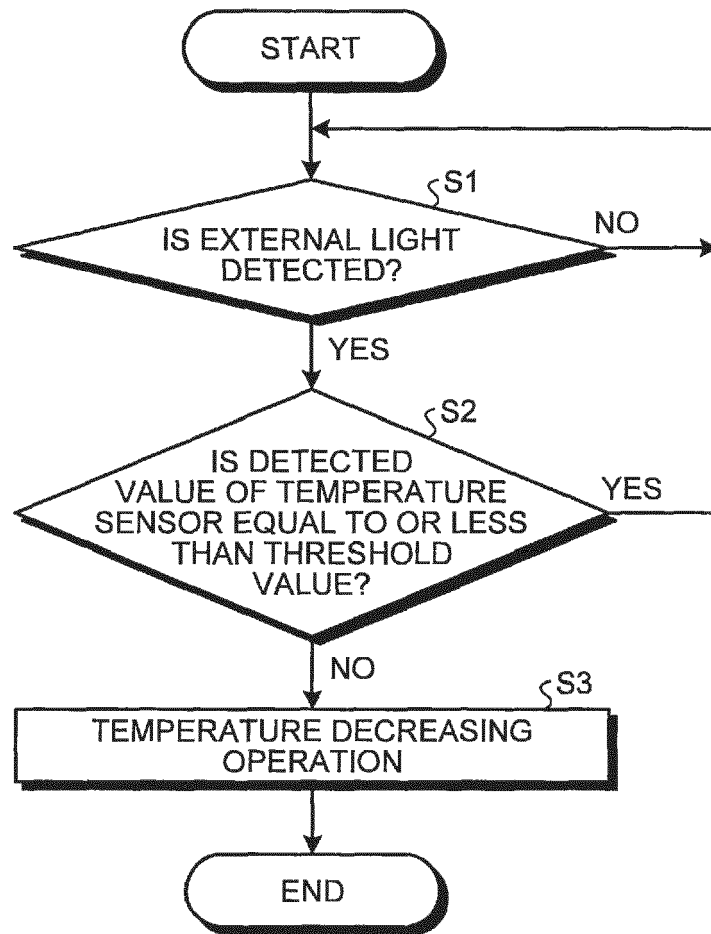 START
S1
IS EXTERNAL LIGHT
DETECTED?
NO
YES
S2
IS DETECTED
VALUE OF TEMPERATURE
SENSOR EQUAL TO OR LESS
THAN THRESHOLD
VALUE?
YES
NO
S3
TEMPERATURE DECREASING
OPERATION
END